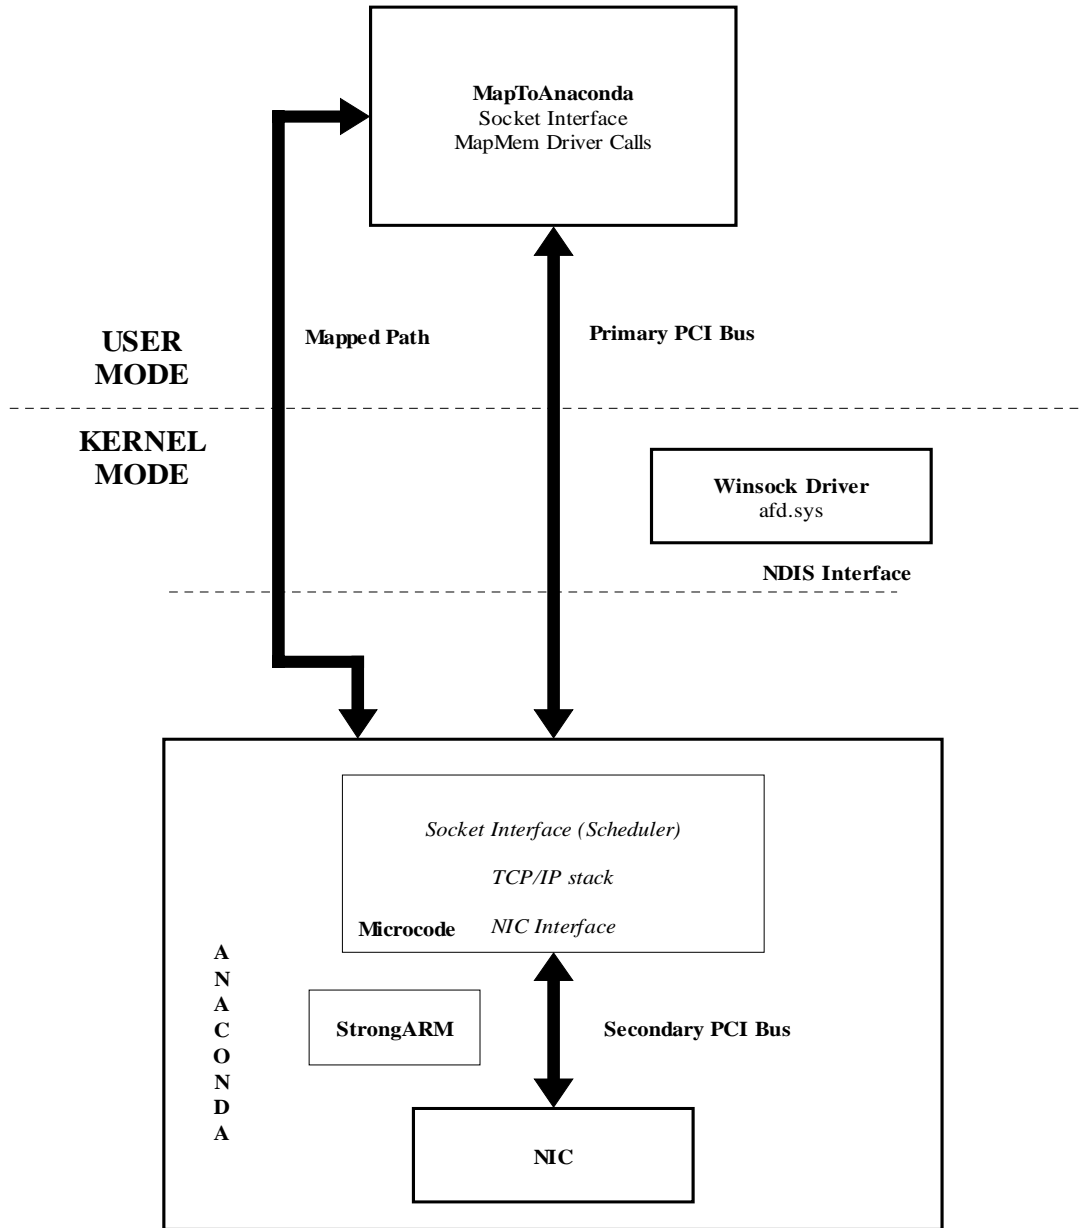 MapToAnaconda
Socket Interface
MapMem Driver Calls
Mapped Path
Primary PCI Bus
USER
MODE
KERNEL
MODE
Winsock Driver
afd.sys
NDIS Interface
Socket Interface (Scheduler)
TCP/IP stack
Microcode
NIC Interface
A
N
A
C
O
N
D
A
StrongARM
Secondary PCI Bus
NIC